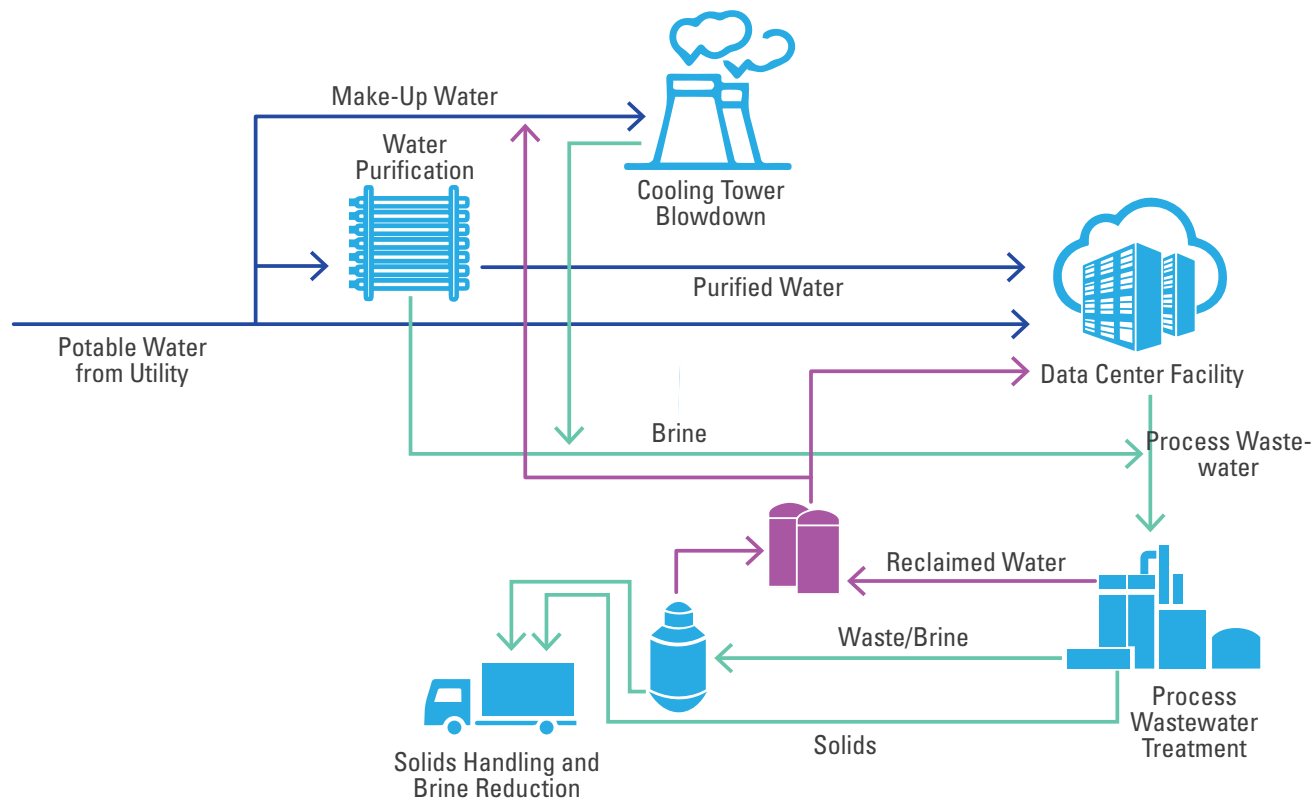 Make-Up Water
Water
Purification
Cooling Tower
Blowdown
Purified Water
Potable Water
from Utility
Data Center Facility
Brine
Process Waste-
water
Reclaimed Water
Waste/Brine
Process
Wastewater
Treatment
Solids
Solids Handling and
Brine Reduction